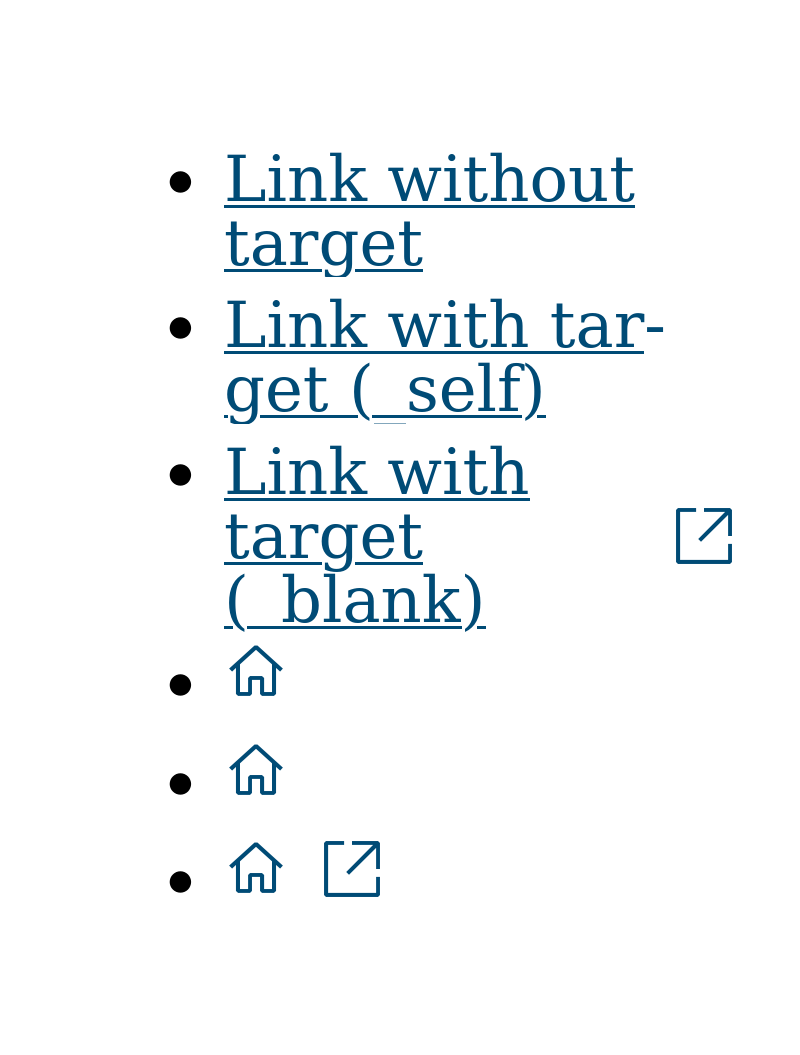 Link without
target
Link with tar-
get (_self)
Link with
target
(_blank)